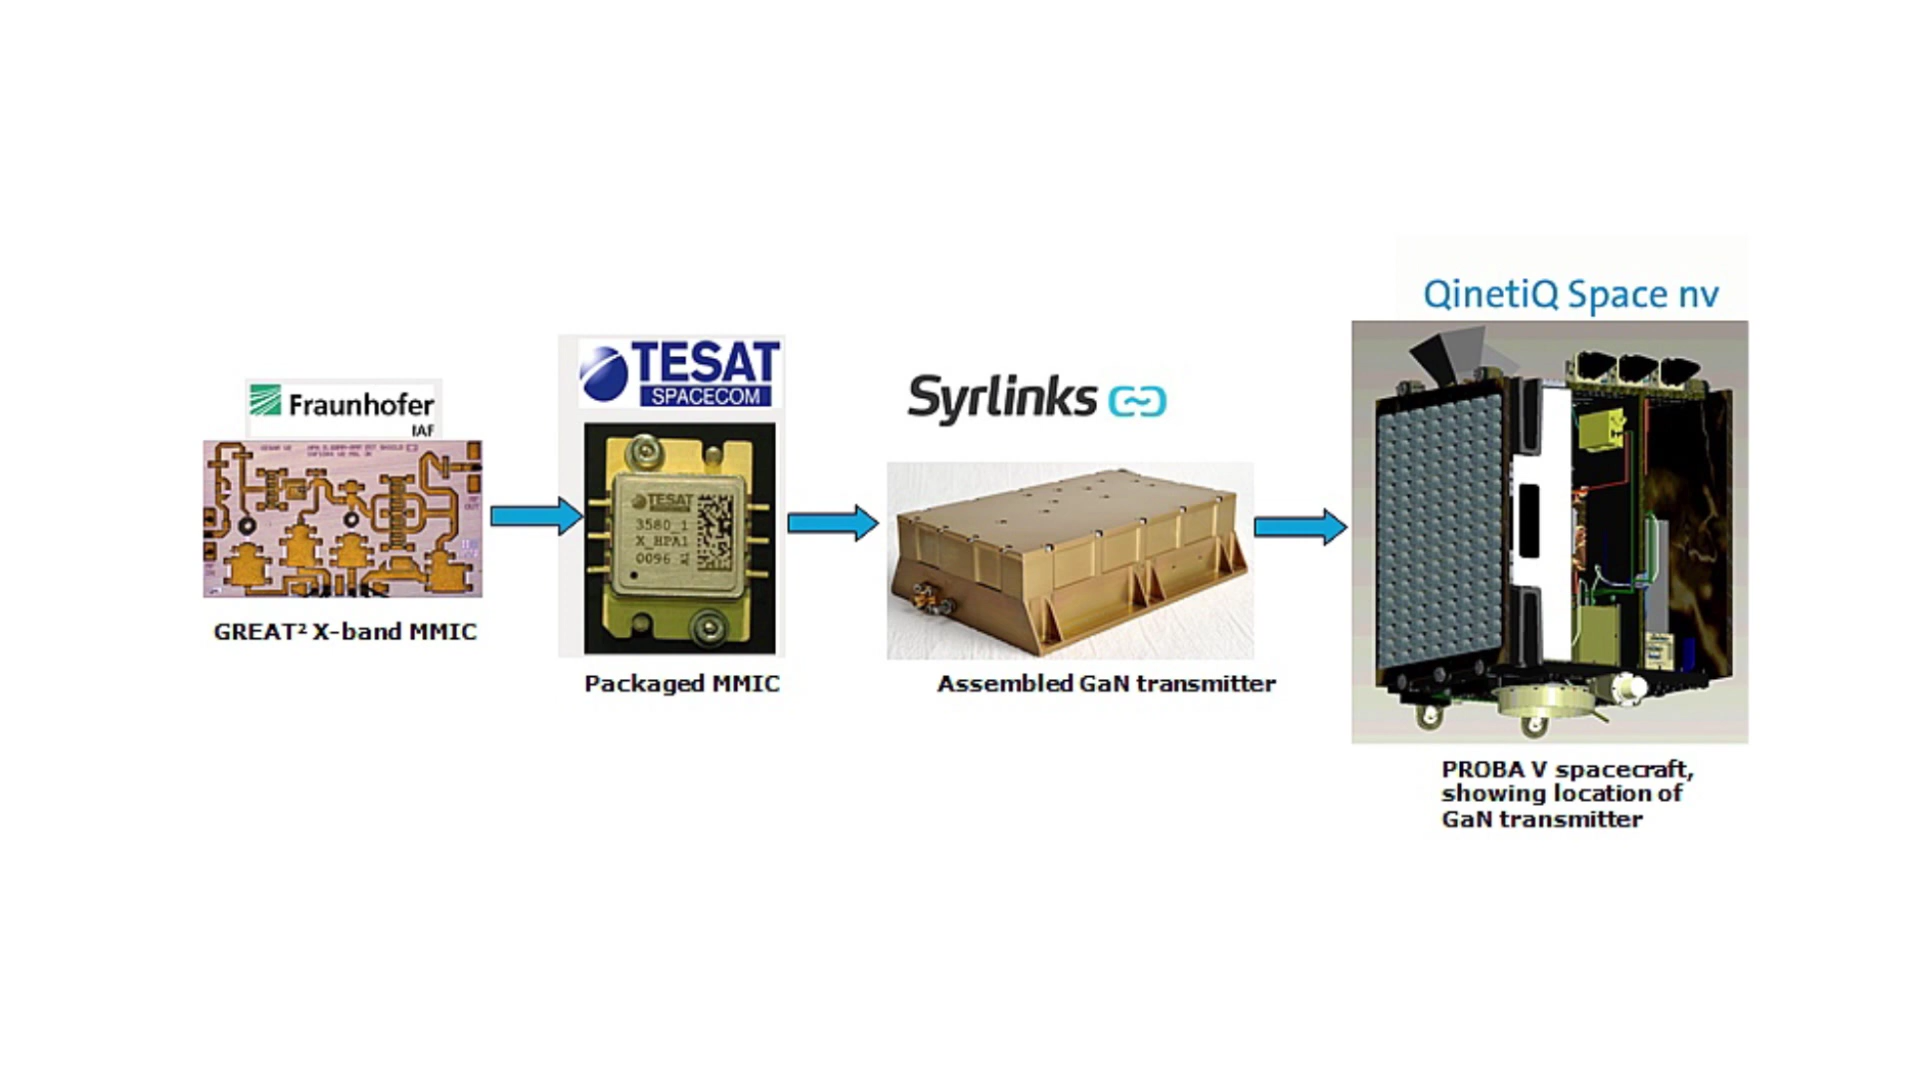 Fraunhofer
IAF
GREAT² X-band MMIC
TESAT
SPACECOM
TESAT
3580_1
X_HPA1
0096
Packaged MMIC
Syrlinks
Assembled GaN transmitter
QinetiQ Space nv
PROBA V spacecraft,
showing location of
GaN transmitter